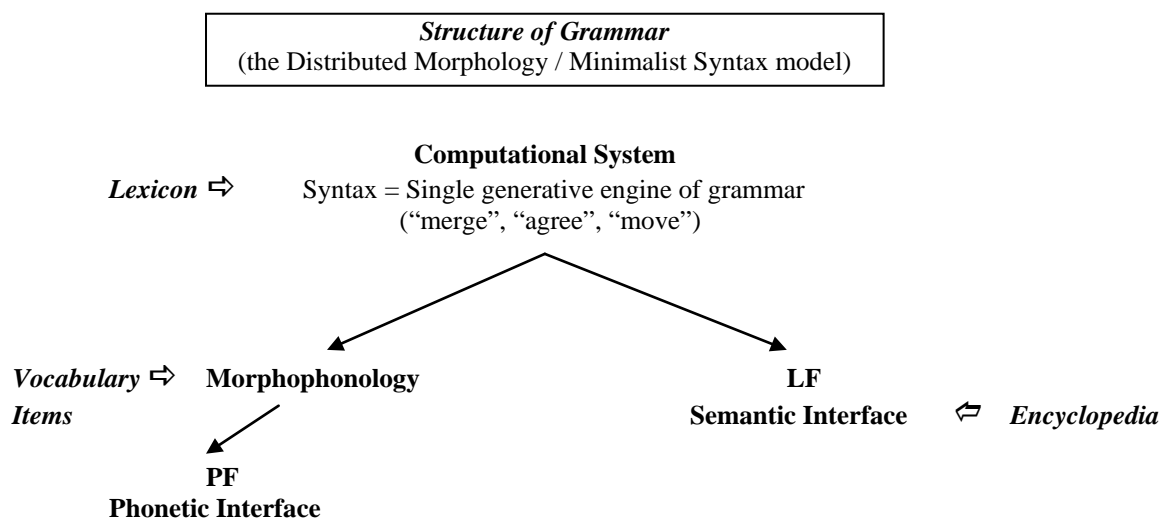 Structure of Grammar
(the Distributed Morphology / Minimalist Syntax model)
Computational System
Lexicon ⇨ Syntax = Single generative engine of grammar
(“merge”, “agree”, “move”)
Vocabulary ⇨ Morphophonology LF
Items Semantic Interface ⇦ Encyclopedia
PF
Phonetic Interface